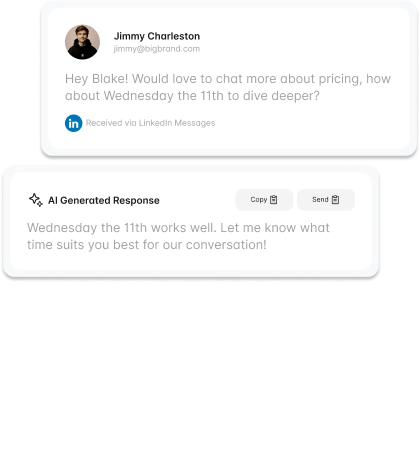 Jimmy Charleston
jimmy@bigbrand.com
Hey Blake! Would love to chat more about pricing, how
about Wednesday the 11th to dive deeper?
in Received via LinkedIn Messages
AI Generated Response
Copy
Send
Wednesday the 11th works well. Let me know what
time suits you best for our conversation!